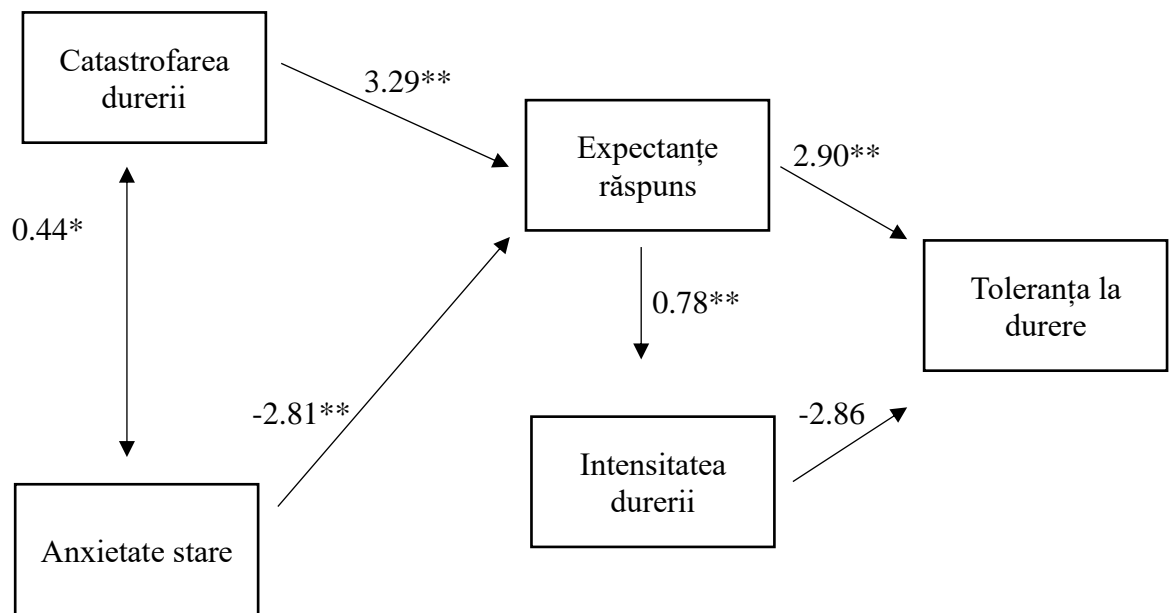 Catastrofarea
durerii
3.29**
Expectanțe
răspuns
2.90**
0.44*
Toleranța la
durere
0.78**
-2.81**
-2.86
Intensitatea
durerii
Anxietate stare